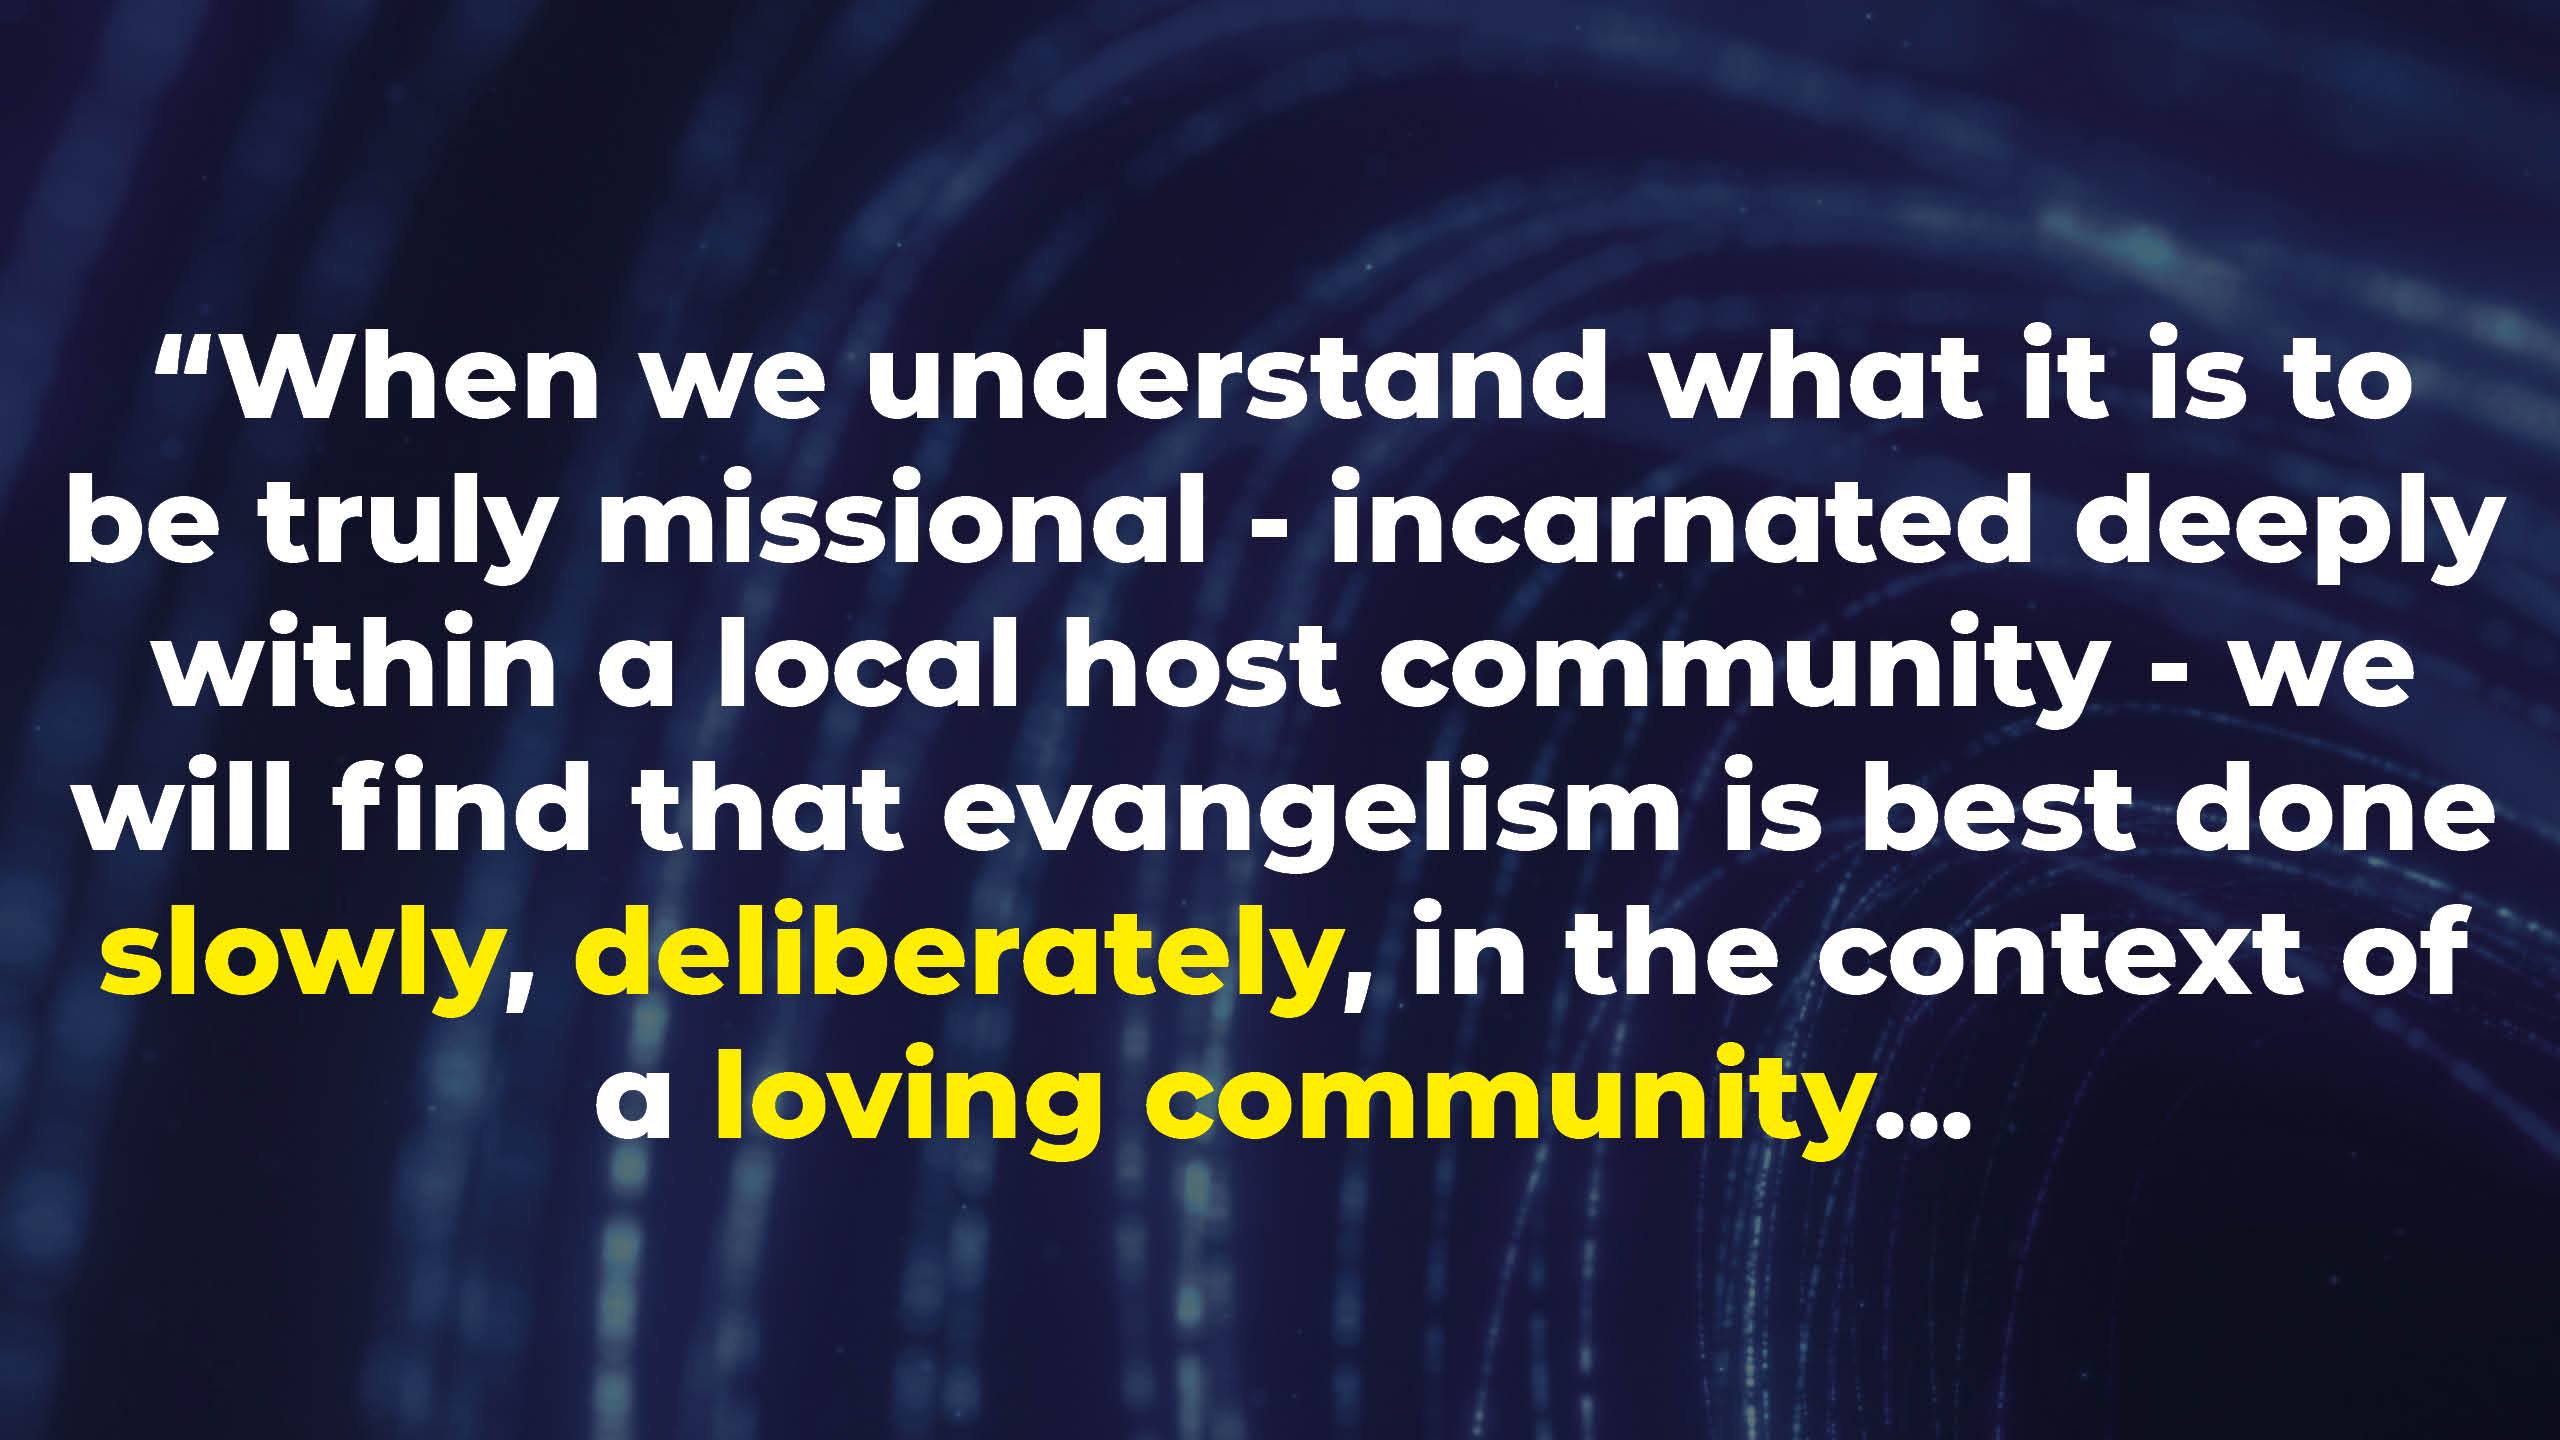 “When we understand what it is to
be truly missional - incarnated deeply
within a local host community - we
will find that evangelism is best done
slowly, deliberately, in the context of
a loving community...